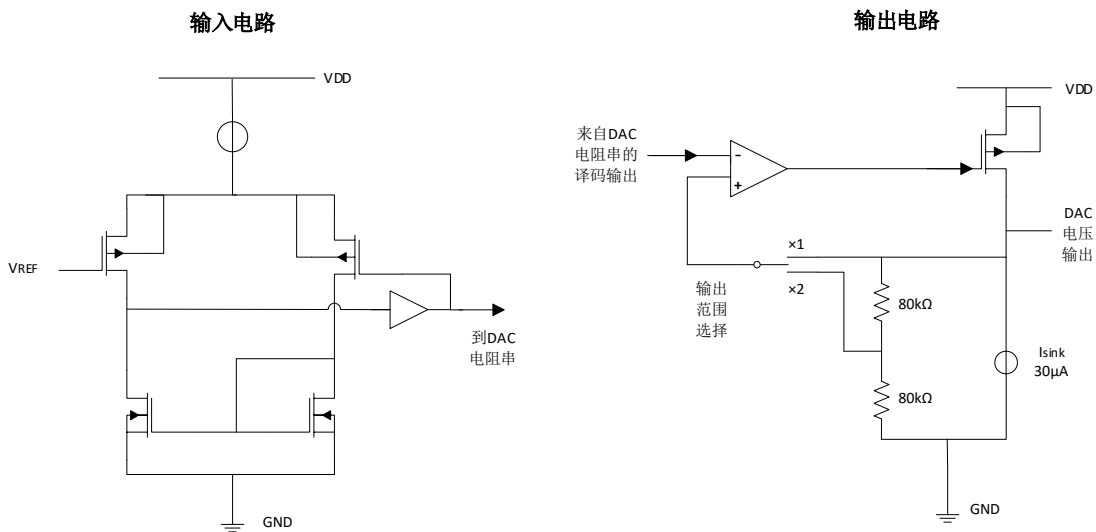 输入电路
VDD
VREF
到DAC
电阻串
GND
输出电路
VDD
来自DAC
电阻串的
译码输出
-
+
DAC
电压
输出
×1
×2
输出
范围
选择
80kΩ
80kΩ
Isink
30μA
GND